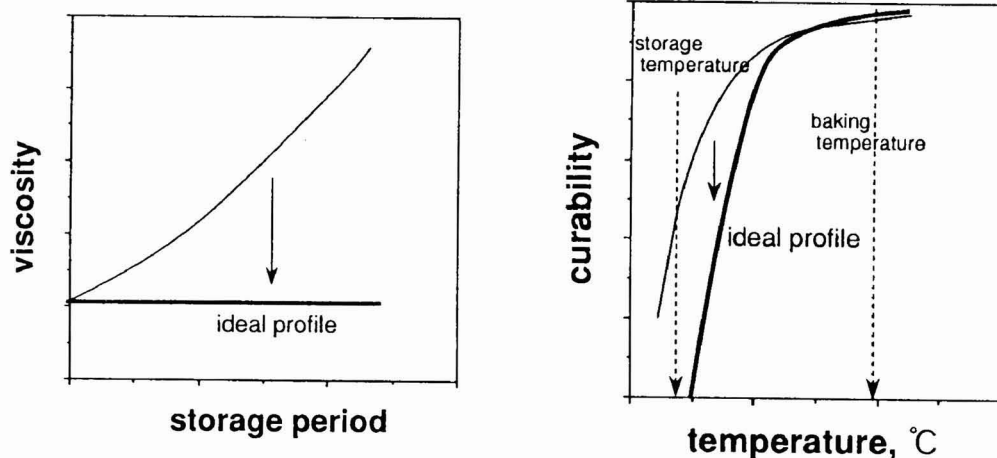 viscosity
ideal profile
storage period
curability
storage
temperature
baking
temperature
ideal profile
temperature, ℃